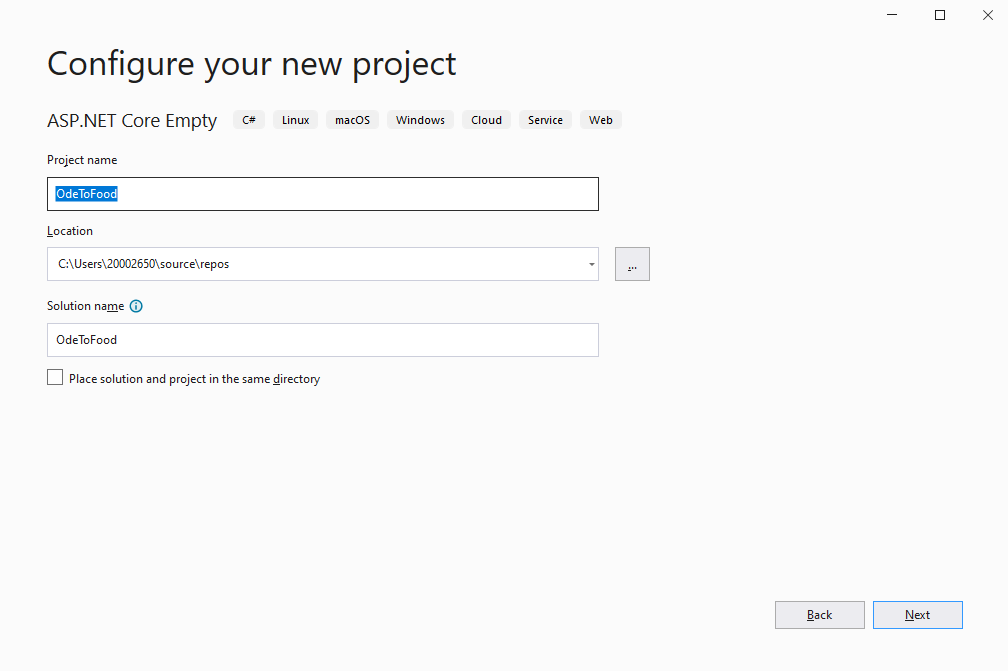 Configure your new project
ASP.NET Core Empty C# Linux macOS Windows Cloud Service Web
Project name
OdeToFood
Location
C:\Users\20002650\source\repos
...
Solution name
OdeToFood
Place solution and project in the same directory
Back Next